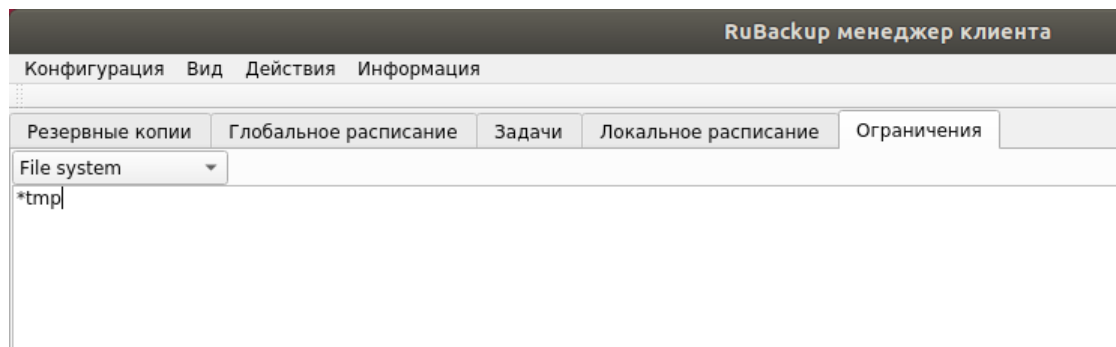 RuBackup менеджер клиента
Конфигурация Вид Действия Информация
Резервные копии Глобальное расписание Задачи Локальное расписание Ограничения
File system
*tmp